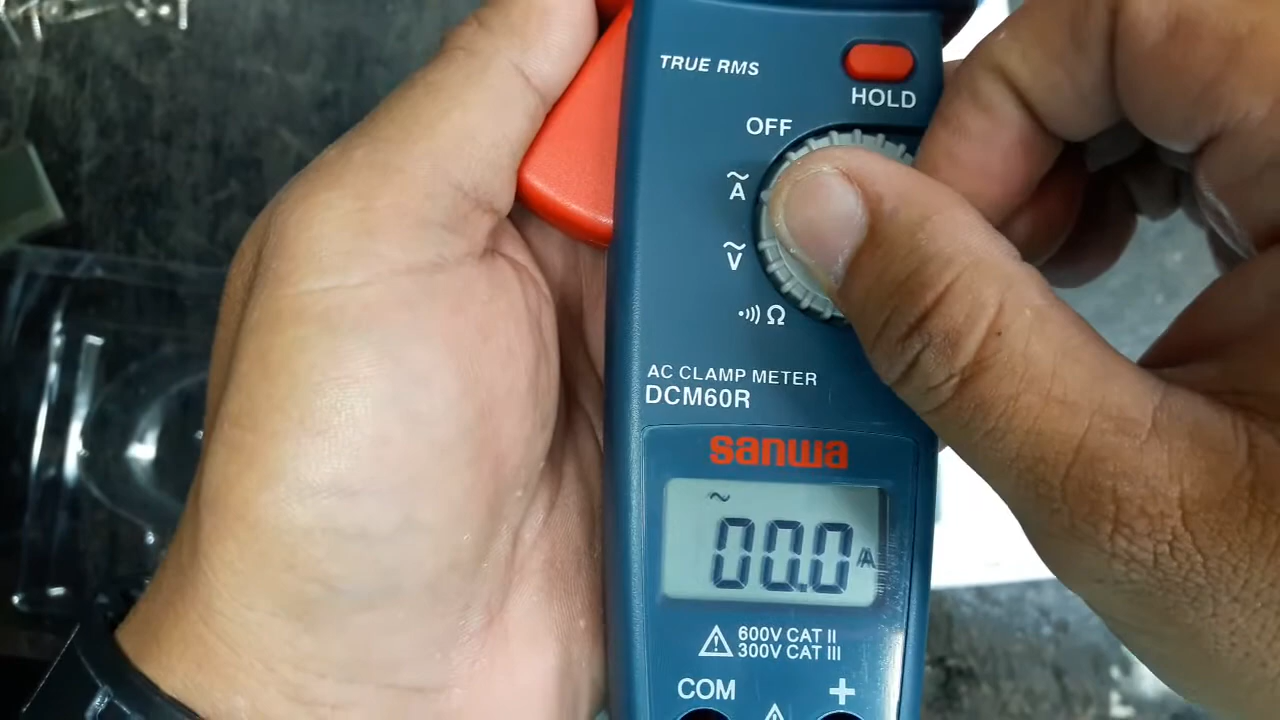 TRUE RMS
HOLD
OFF
~
A
~
V
•))) Ω
AC CLAMP METER
DCM60R
sanwa
~
00.0 A
600V CAT II
300V CAT III
COM +